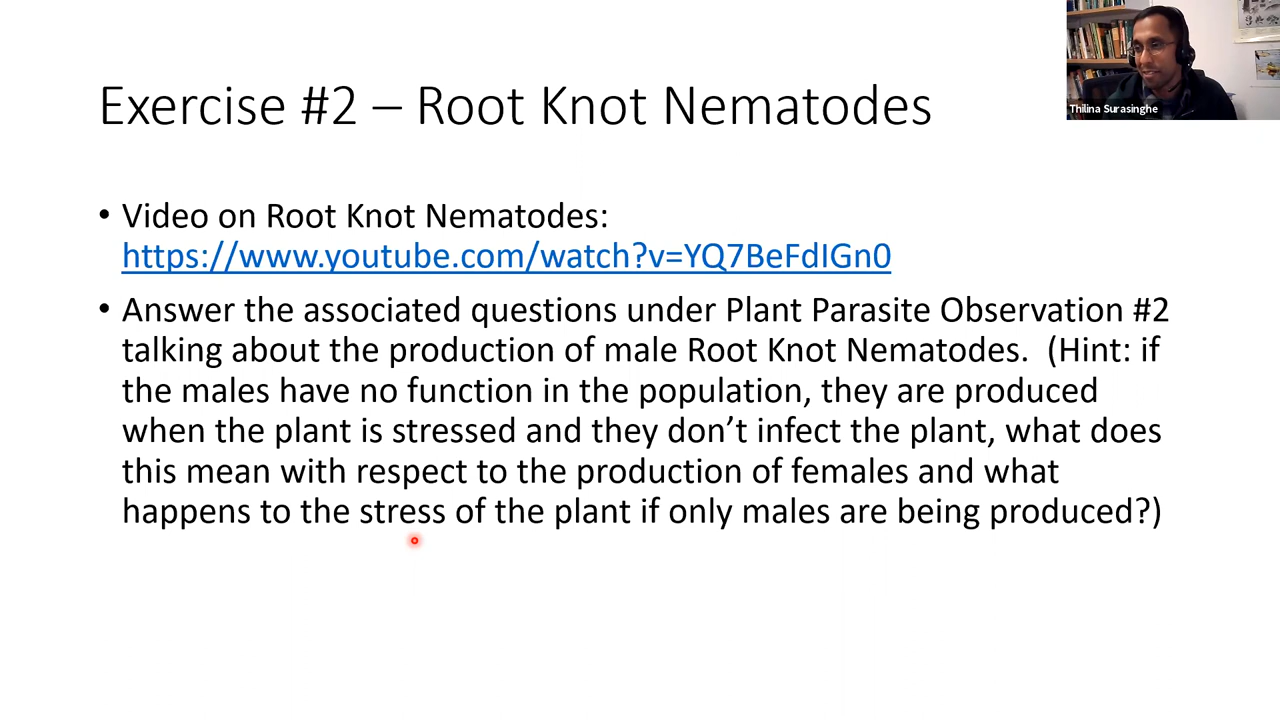 Thilina Surasinghe
Exercise #2 – Root Knot Nematodes
• Video on Root Knot Nematodes:
https://www.youtube.com/watch?v=YQ7BeFdIGn0
• Answer the associated questions under Plant Parasite Observation #2
talking about the production of male Root Knot Nematodes.  (Hint: if
the males have no function in the population, they are produced
when the plant is stressed and they don’t infect the plant, what does
this mean with respect to the production of females and what
happens to the stress of the plant if only males are being produced?)